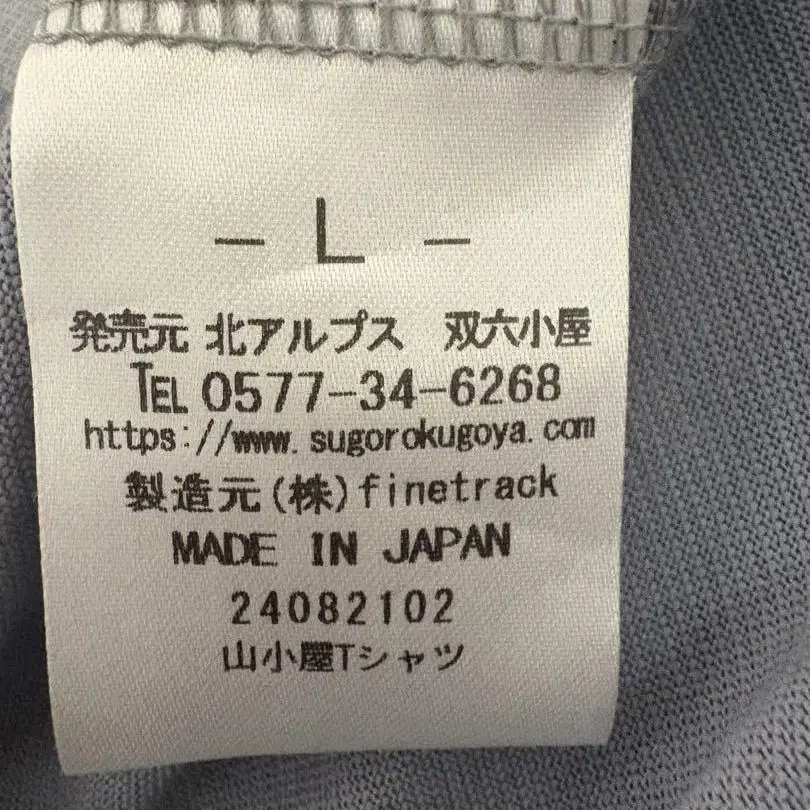 - L -
発売元 北アルプス 双六小屋
TEL 0577-34-6268
https://www.sugorokugoya.com
製造元(株)finetrack
MADE IN JAPAN
24082102
山小屋Tシャツ